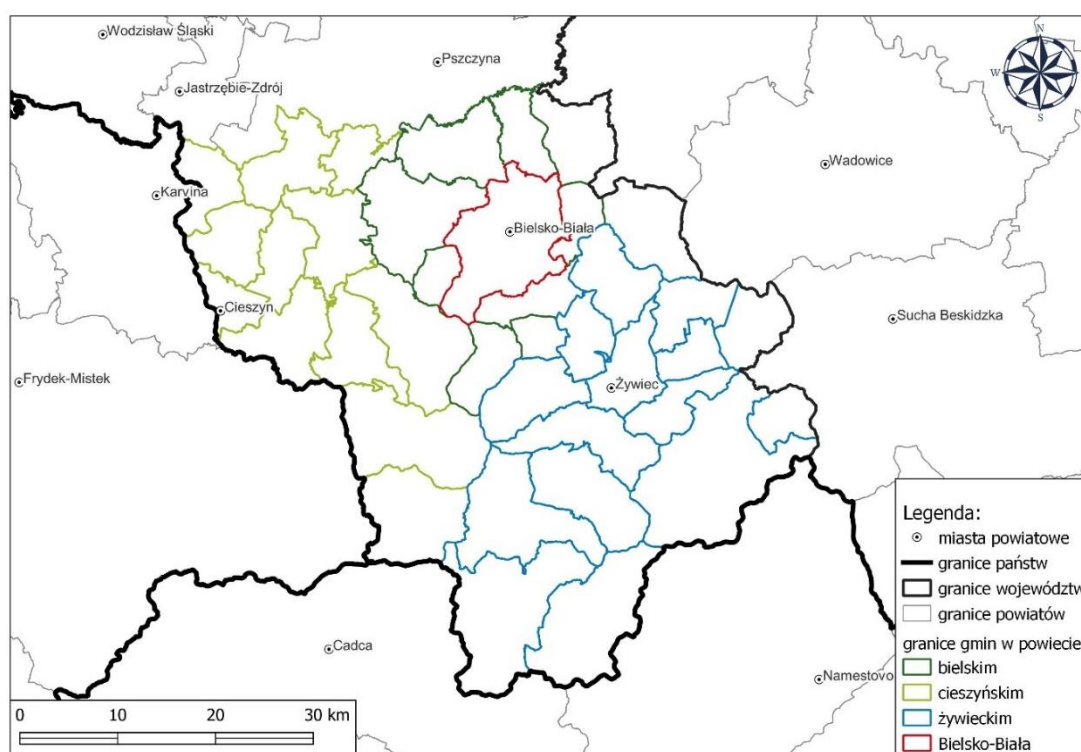 Wodzisław Śląski
Pszczyna
N
W
E
S
Jastrzębie-Zdrój
Wadowice
Karvina
Bielsko-Biała
Cieszyn
Sucha Beskidzka
Frydek-Mistek
Żywiec
Cadca
Namestovo
Legenda:
miasta powiatowe
granice państw
granice województw
granice powiatów
granice gmin w powiecie
bielskim
cieszyńskim
żywieckim
Bielsko-Biała
0 10 20 30 km